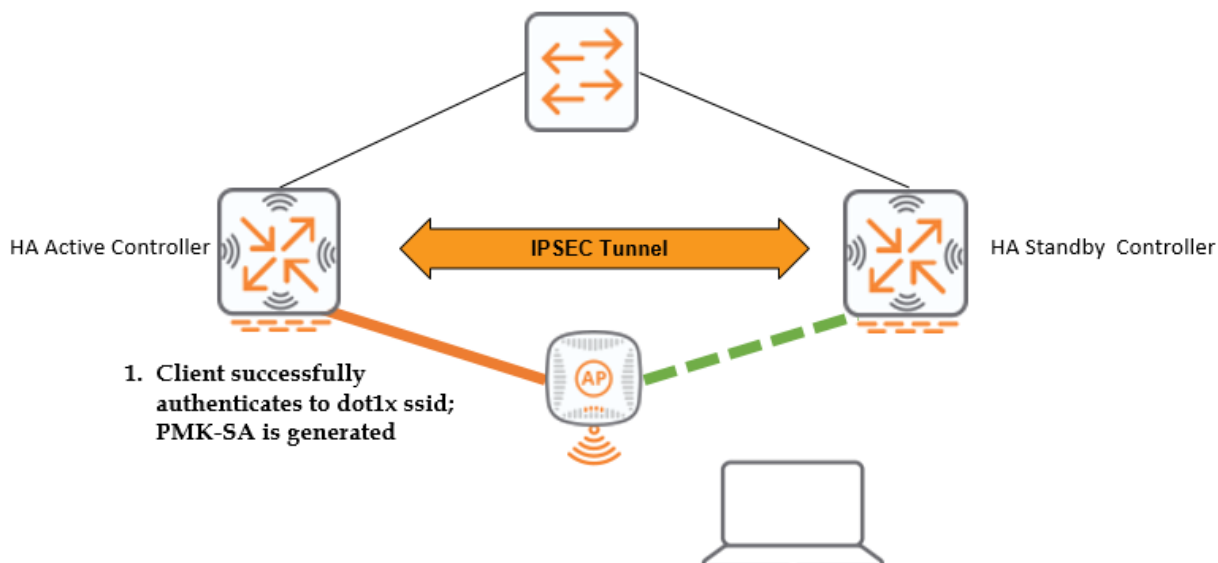 HA Active Controller
IPSEC Tunnel
HA Standby Controller
1. Client successfully
authenticates to dot1x ssid;
PMK-SA is generated
AP